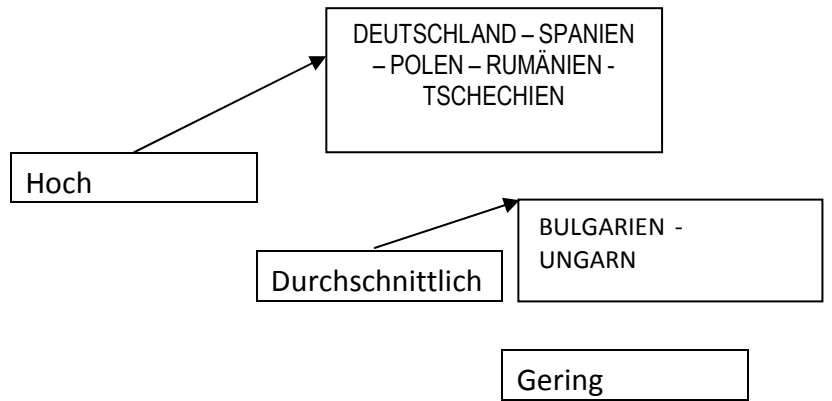 DEUTSCHLAND – SPANIEN
– POLEN – RUMÄNIEN -
TSCHECHIEN
Hoch
BULGARIEN -
UNGARN
Durchschnittlich
Gering